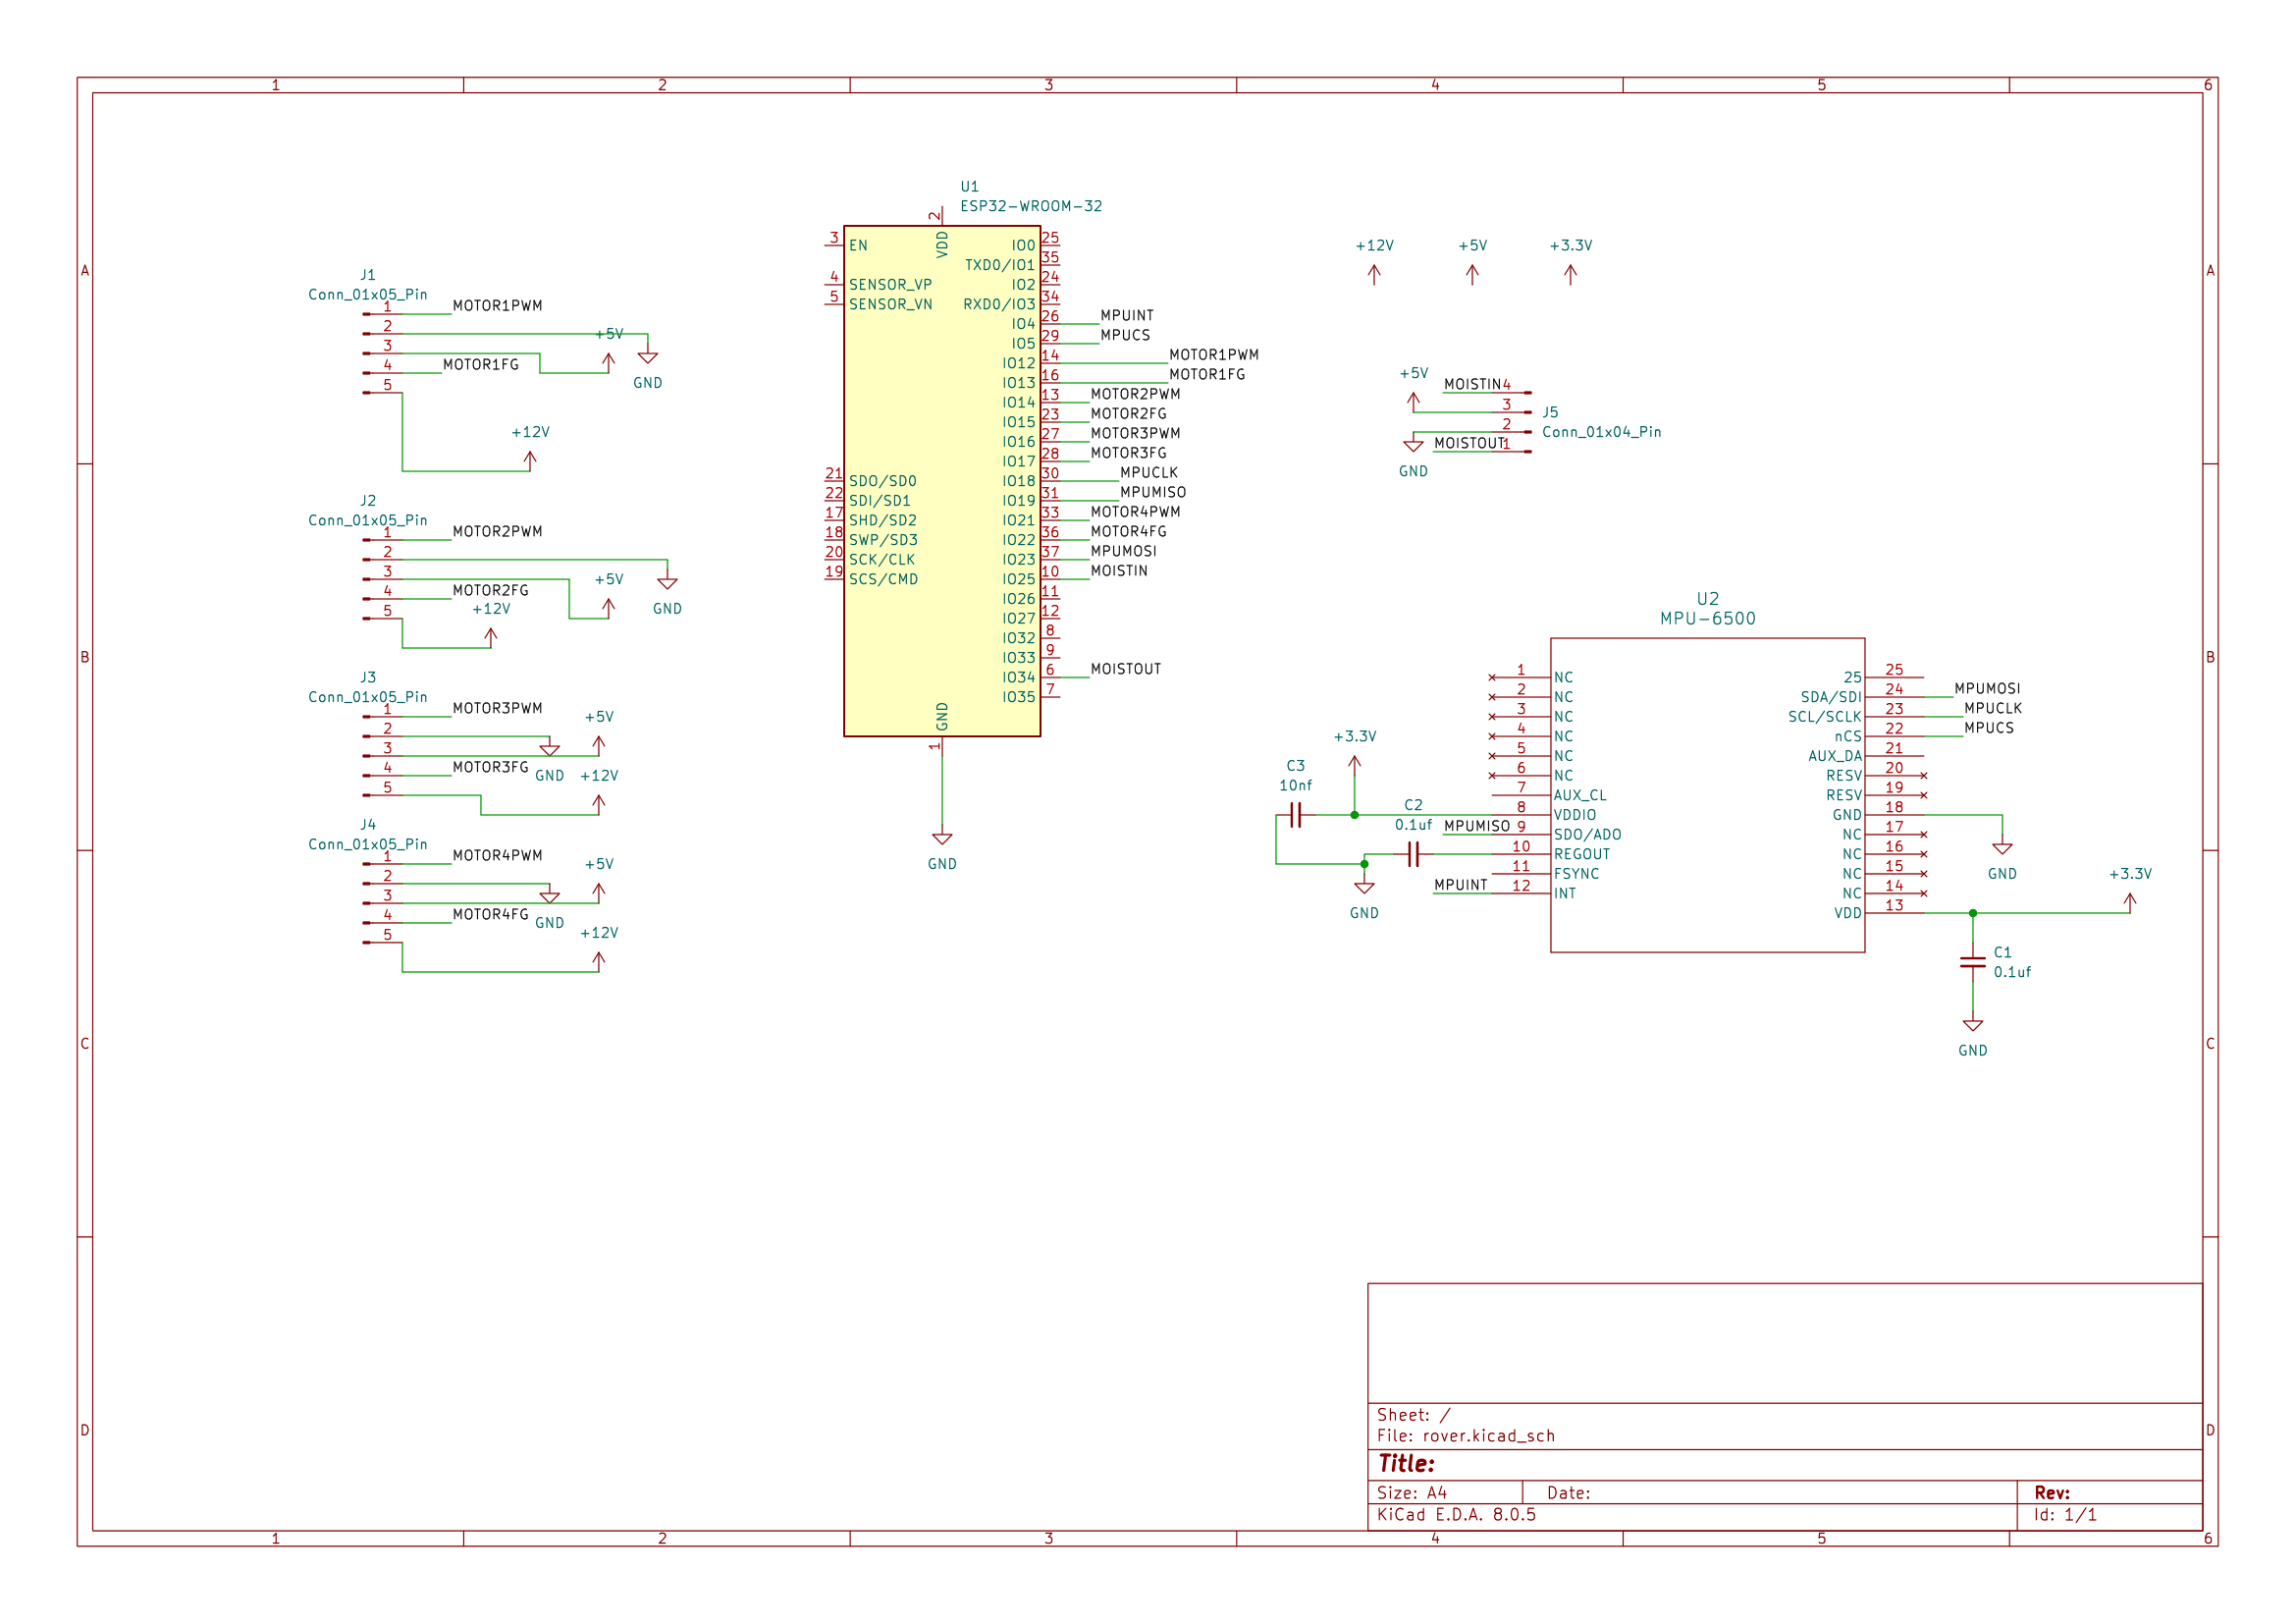 1 2 3 4 5 6
A
B
C
D
A
B
C
D
1 2 3 4 5 6
J1
Conn_01x05_Pin
1 MOTOR1PWM
2
3
4 MOTOR1FG
5
+5V
GND
+12V
J2
Conn_01x05_Pin
1 MOTOR2PWM
2
3
4 MOTOR2FG
5
+5V
GND
+12V
J3
Conn_01x05_Pin
1 MOTOR3PWM
2
3
4 MOTOR3FG
5
+5V
GND
+12V
J4
Conn_01x05_Pin
1 MOTOR4PWM
2
3
4 MOTOR4FG
5
+5V
GND
+12V
U1
ESP32-WROOM-32
2
VDD
3 EN
4 SENSOR_VP
5 SENSOR_VN
21 SDO/SD0
22 SDI/SD1
17 SHD/SD2
18 SWP/SD3
20 SCK/CLK
19 SCS/CMD
IO0 25
TXD0/IO1 35
IO2 24
RXD0/IO3 34
IO4 26 MPUINT
IO5 29 MPUCS
IO12 14 MOTOR1PWM
IO13 16 MOTOR1FG
IO14 13 MOTOR2PWM
IO15 23 MOTOR2FG
IO16 27 MOTOR3PWM
IO17 28 MOTOR3FG
IO18 30 MPUCLK
IO19 31 MPUMISO
IO21 33 MOTOR4PWM
IO22 36 MOTOR4FG
IO23 37 MPUMOSI
IO25 10 MOISTIN
IO26 11
IO27 12
IO32 8
IO33 9
IO34 6 MOISTOUT
IO35 7
GND
1
GND
+12V +5V +3.3V
+5V
MOISTIN 4
3
2
MOISTOUT 1
GND
J5
Conn_01x04_Pin
U2
MPU-6500
1 NC
2 NC
3 NC
4 NC
5 NC
6 NC
7 AUX_CL
8 VDDIO
MPUMISO 9 SDO/ADO
10 REGOUT
11 FSYNC
MPUINT 12 INT
25 25
SDA/SDI 24 MPUMOSI
SCL/SCLK 23 MPUCLK
nCS 22 MPUCS
AUX_DA 21
RESV 20
RESV 19
GND 18
NC 17
NC 16
NC 15
NC 14
VDD 13
+3.3V
C3
10nf
C2
0.1uf
GND
GND
+3.3V
C1
0.1uf
GND
Sheet: /
File: rover.kicad_sch
Title:
Size: A4 Date: Rev:
KiCad E.D.A. 8.0.5 Id: 1/1